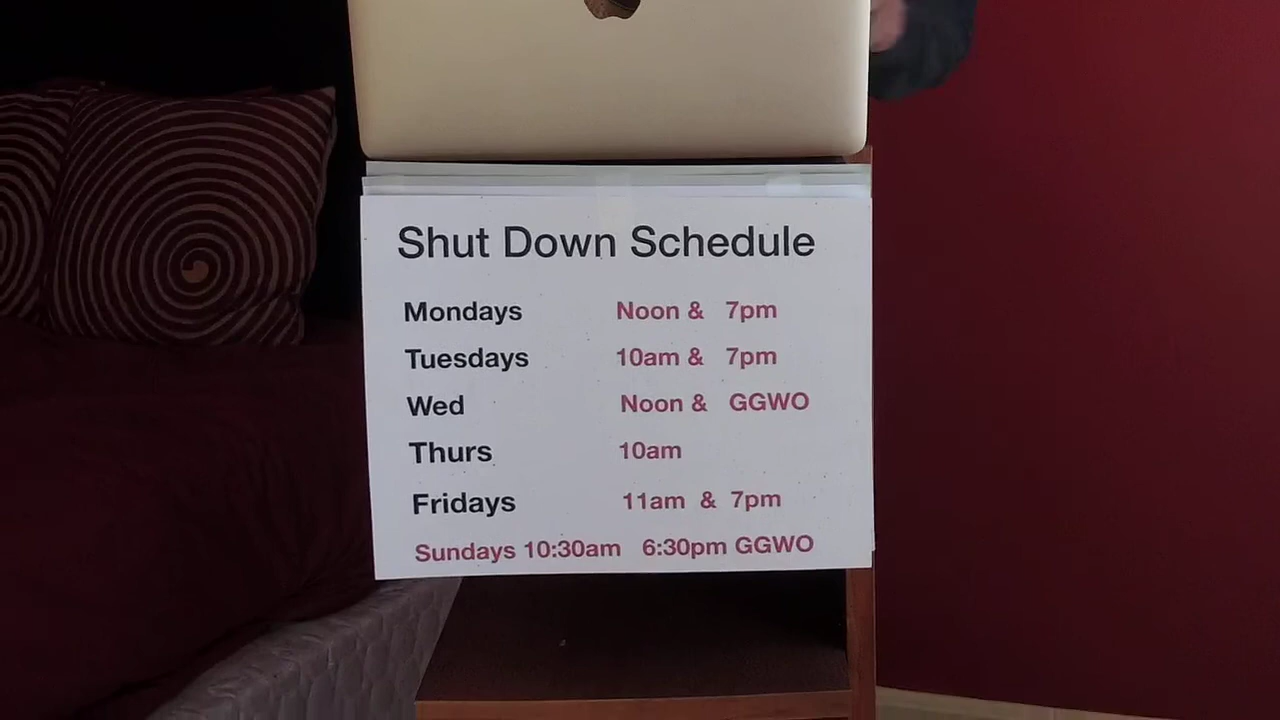 Shut Down Schedule
Mondays Noon & 7pm
Tuesdays 10am & 7pm
Wed Noon & GGWO
Thurs 10am
Fridays 11am & 7pm
Sundays 10:30am 6:30pm GGWO